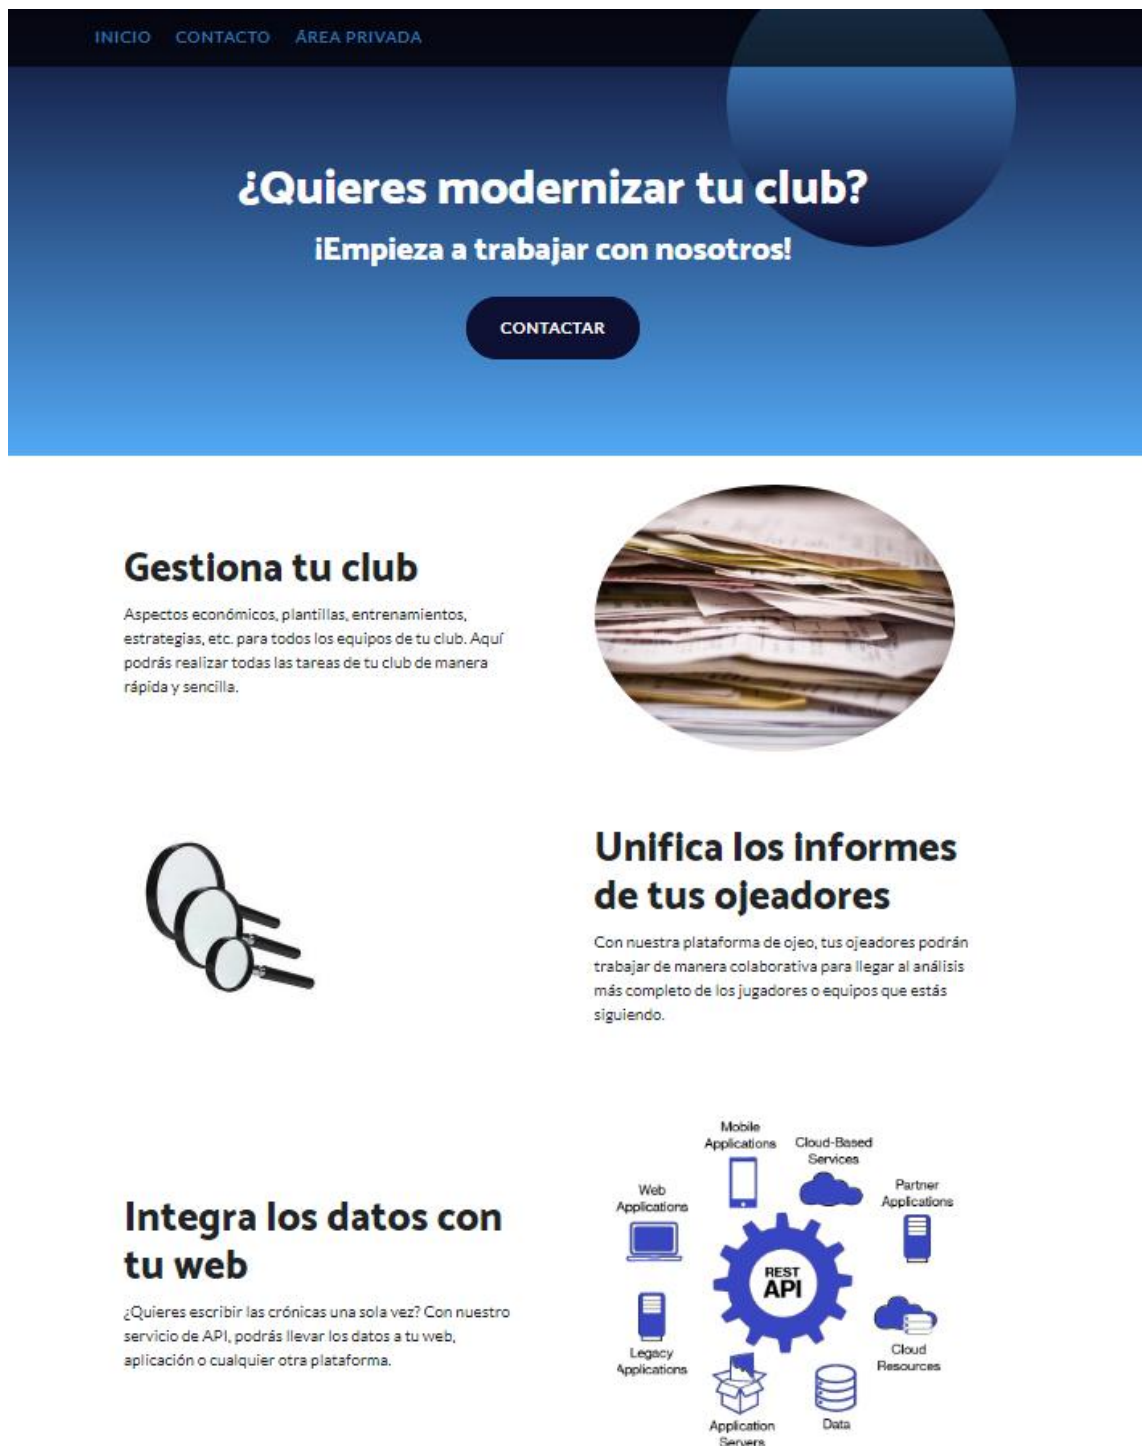 INICIO CONTACTO ÁREA PRIVADA
¿Quieres modernizar tu club?
¡Empieza a trabajar con nosotros!
CONTACTAR
Gestiona tu club
Aspectos económicos, plantillas, entrenamientos,
estrategias, etc. para todos los equipos de tu club. Aquí
podrás realizar todas las tareas de tu club de manera
rápida y sencilla.
Unifica los informes
de tus ojeadores
Con nuestra plataforma de ojeo, tus ojeadores podrán
trabajar de manera colaborativa para llegar al análisis
más completo de los jugadores o equipos que estás
siguiendo.
Integra los datos con
tu web
¿Quieres escribir las crónicas una sola vez? Con nuestro
servicio de API, podrás llevar los datos a tu web,
aplicación o cualquier otra plataforma.
Mobile
Applications
Cloud-Based
Services
Web
Applications
Partner
Applications
REST
API
Legacy
Applications
Cloud
Resources
Application
Servers
Data